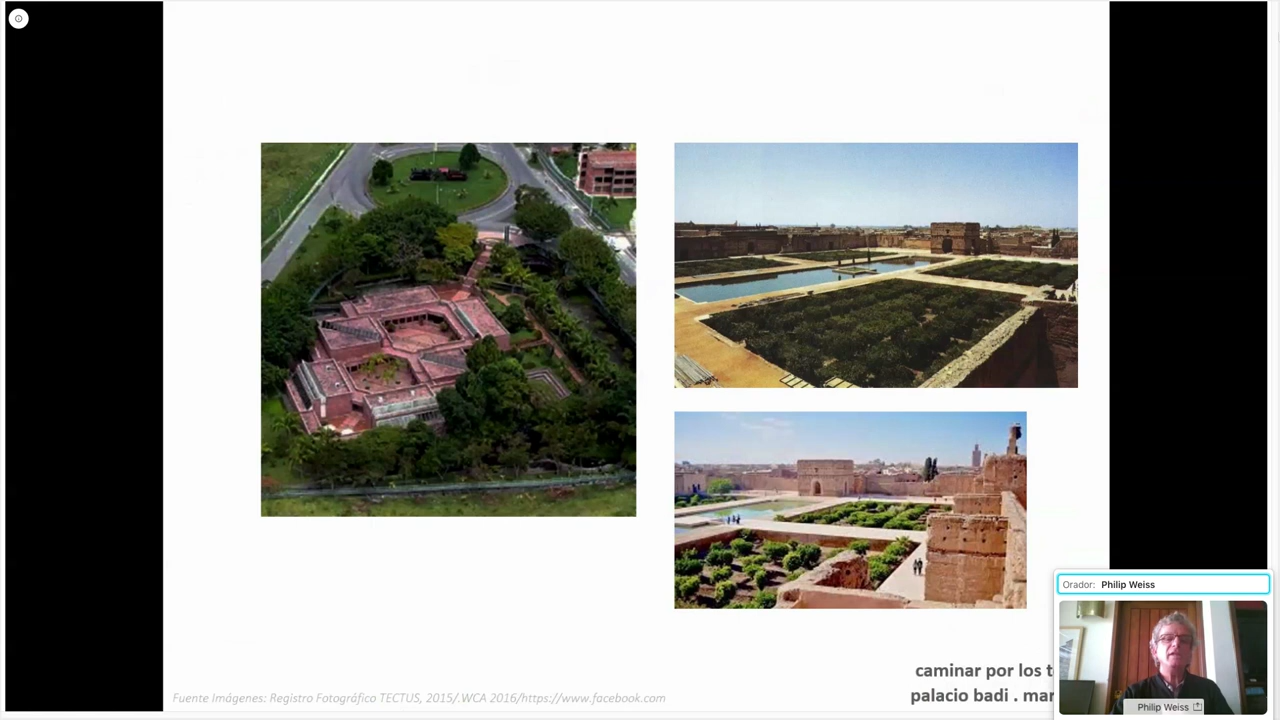 Orador: Philip Weiss
caminar por los t
palacio badi . mar
Fuente Imágenes: Registro Fotográfico TECTUS, 2015/.WCA 2016/https://www.facebook.com
Philip Weiss